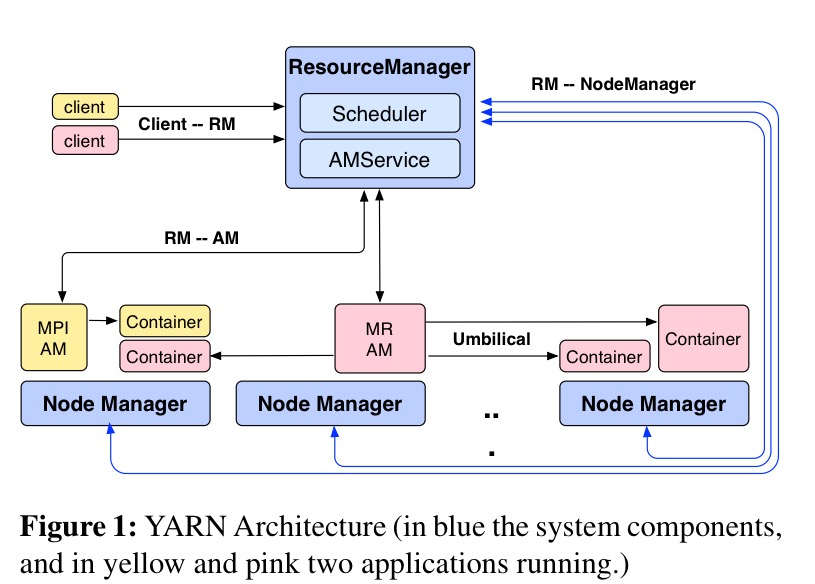 ResourceManager
RM -- NodeManager
client
Scheduler
Client -- RM
client
AMService
RM -- AM
MPI
AM
Container
Container
MR
AM
Umbilical
Container
Container
Node Manager
Node Manager
..
.
Node Manager
Figure 1: YARN Architecture (in blue the system components,
and in yellow and pink two applications running.)